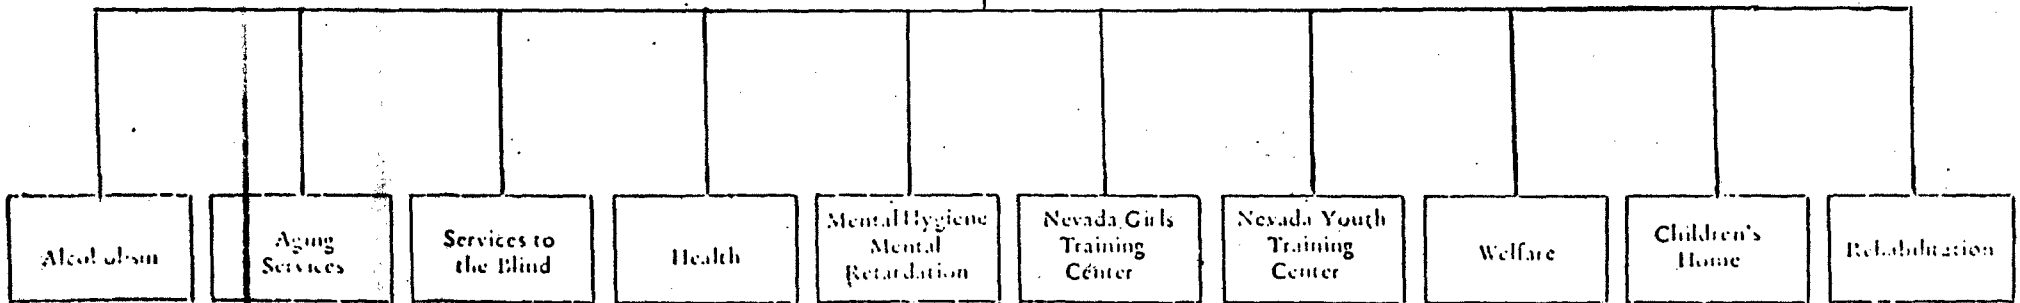 Alcoholism
Aging
Services
Services to
the Blind
Health
Mental Hygiene
Mental
Retardation
Nevada Girls
Training
Center
Nevada Youth
Training
Center
Welfare
Children's
Home
Rehabilitation